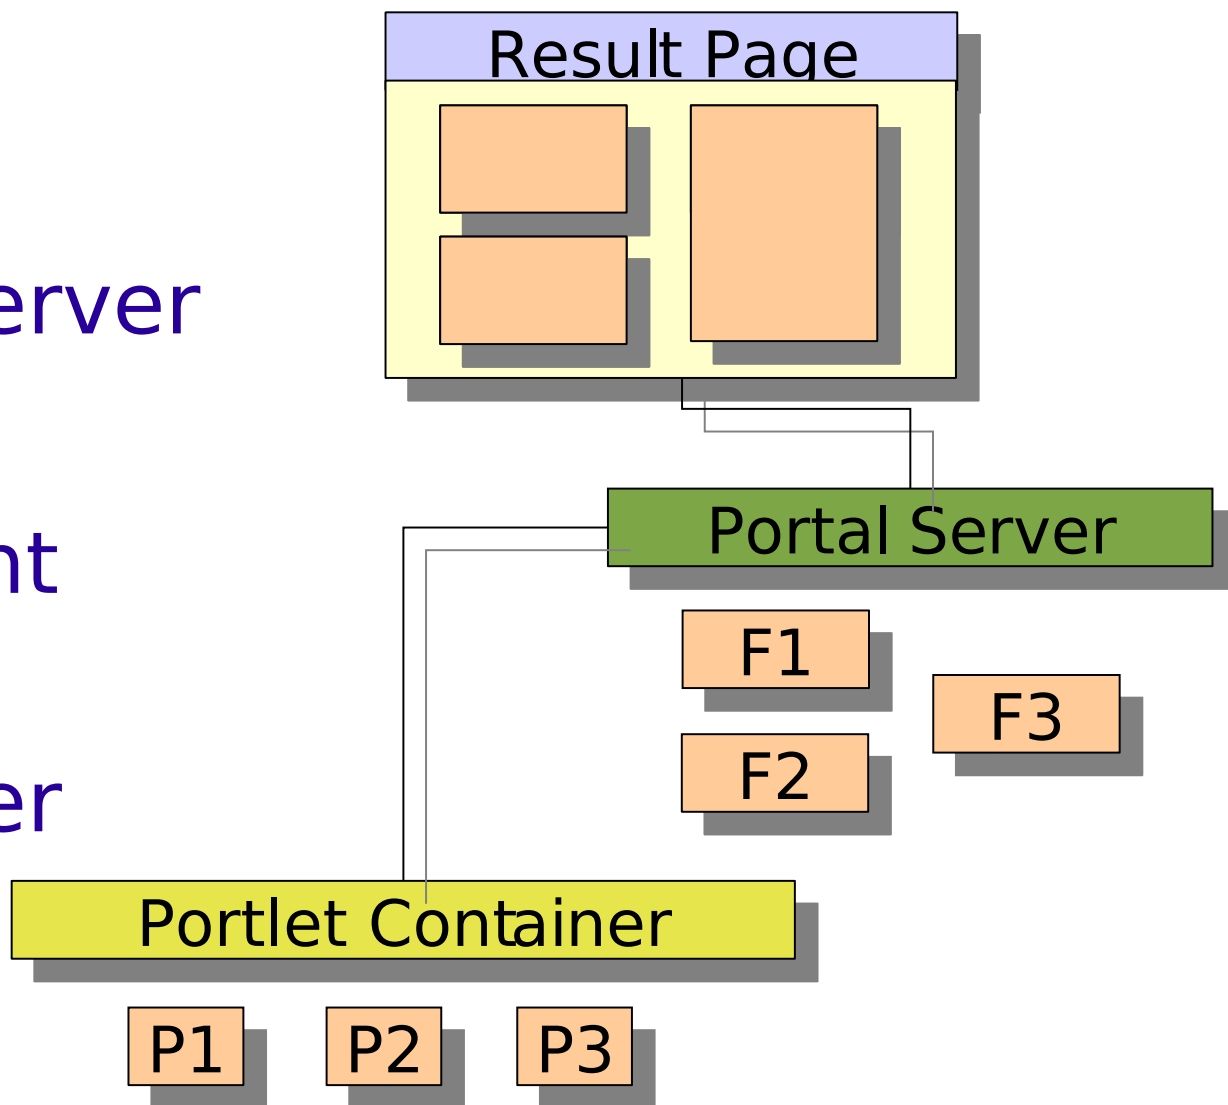 Result Page
erver
Portal Server
nt
F1
F3
F2
er
Portlet Container
P1 P2 P3